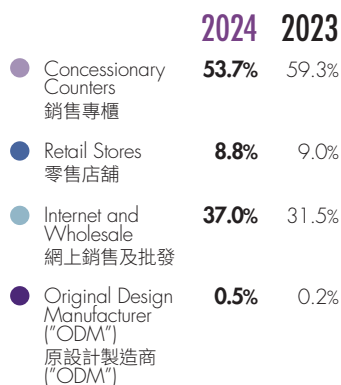 2024 2023
Concessionary 53.7% 59.3%
Counters
銷售專櫃
Retail Stores 8.8% 9.0%
零售店舖
Internet and 37.0% 31.5%
Wholesale
網上銷售及批發
Original Design 0.5% 0.2%
Manufacturer
("ODM")
原設計製造商
("ODM")